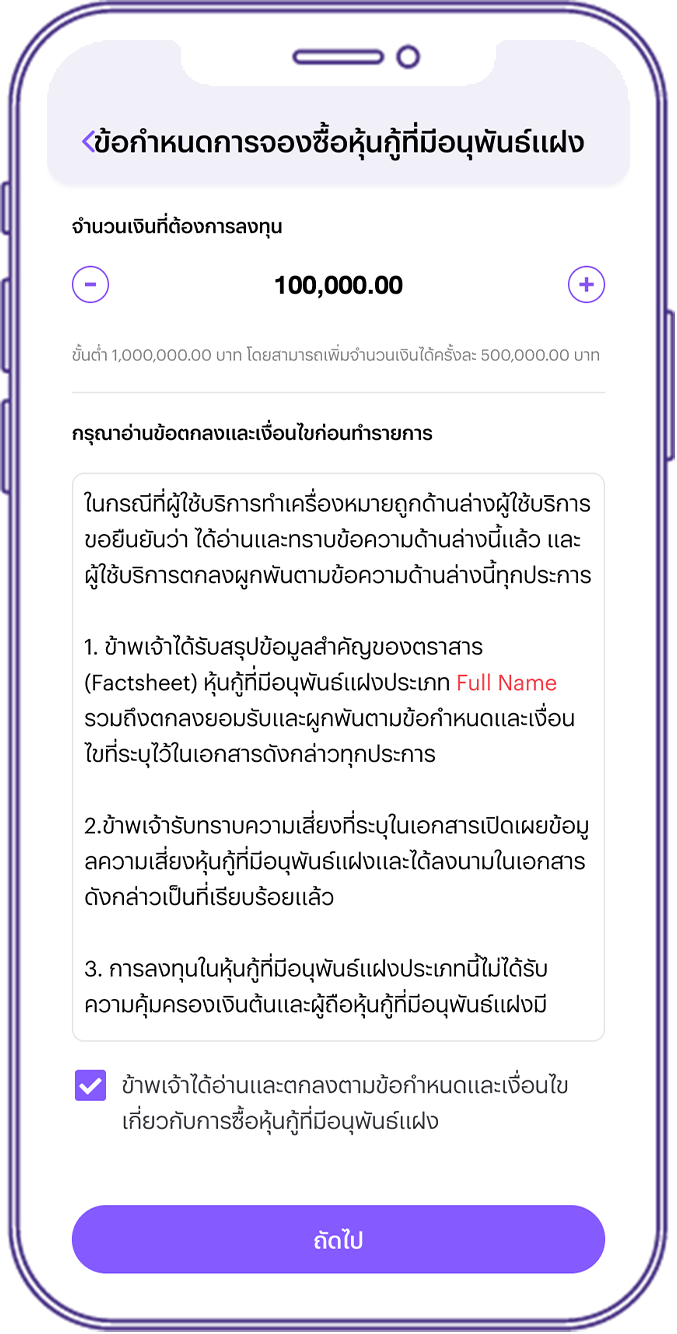 ข้อกำหนดการจองซื้อหุ้นกู้ที่มีอนุพันธ์แฝง
จำนวนเงินที่ต้องการลงทุน
100,000.00
ขั้นต่ำ 1,000,000.00 บาท โดยสามารถเพิ่มจำนวนเงินได้ครั้งละ 500,000.00 บาท
กรุณาอ่านข้อตกลงและเงื่อนไขก่อนทำรายการ
ในกรณีที่ผู้ใช้บริการทำเครื่องหมายถูกด้านล่างผู้ใช้บริการ
ขอยืนยันว่า ได้อ่านและทราบข้อความด้านล่างนี้แล้ว และ
ผู้ใช้บริการตกลงผูกพันตามข้อความด้านล่างนี้ทุกประการ
1. ข้าพเจ้าได้รับสรุปข้อมูลสำคัญของตราสาร
(Factsheet) หุ้นกู้ที่มีอนุพันธ์แฝงประเภท Full Name
รวมถึงตกลงยอมรับและผูกพันตามข้อกำหนดและเงื่อน
ไขที่ระบุไว้ในเอกสารดังกล่าวทุกประการ
2.ข้าพเจ้ารับทราบความเสี่ยงที่ระบุในเอกสารเปิดเผยข้อมู
ลความเสี่ยงหุ้นกู้ที่มีอนุพันธ์แฝงและได้ลงนามในเอกสาร
ดังกล่าวเป็นที่เรียบร้อยแล้ว
3. การลงทุนในหุ้นกู้ที่มีอนุพันธ์แฝงประเภทนี้ไม่ได้รับ
ความคุ้มครองเงินต้นและผู้ถือหุ้นกู้ที่มีอนุพันธ์แฝงมี
ข้าพเจ้าได้อ่านและตกลงตามข้อกำหนดและเงื่อนไข
เกี่ยวกับการซื้อหุ้นกู้ที่มีอนุพันธ์แฝง
ถัดไป